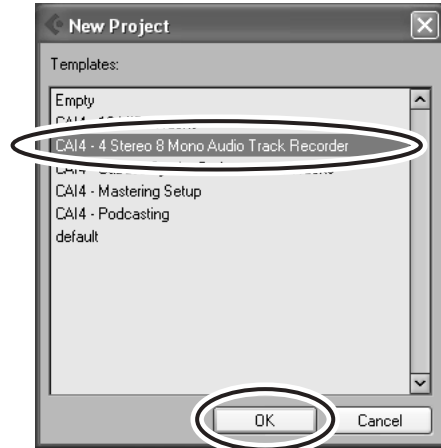 New Project
Templates:
Empty
CAI4 - 4 Stereo 8 Mono Audio Track Recorder
CAI4 - Mastering Setup
CAI4 - Podcasting
default
OK
Cancel